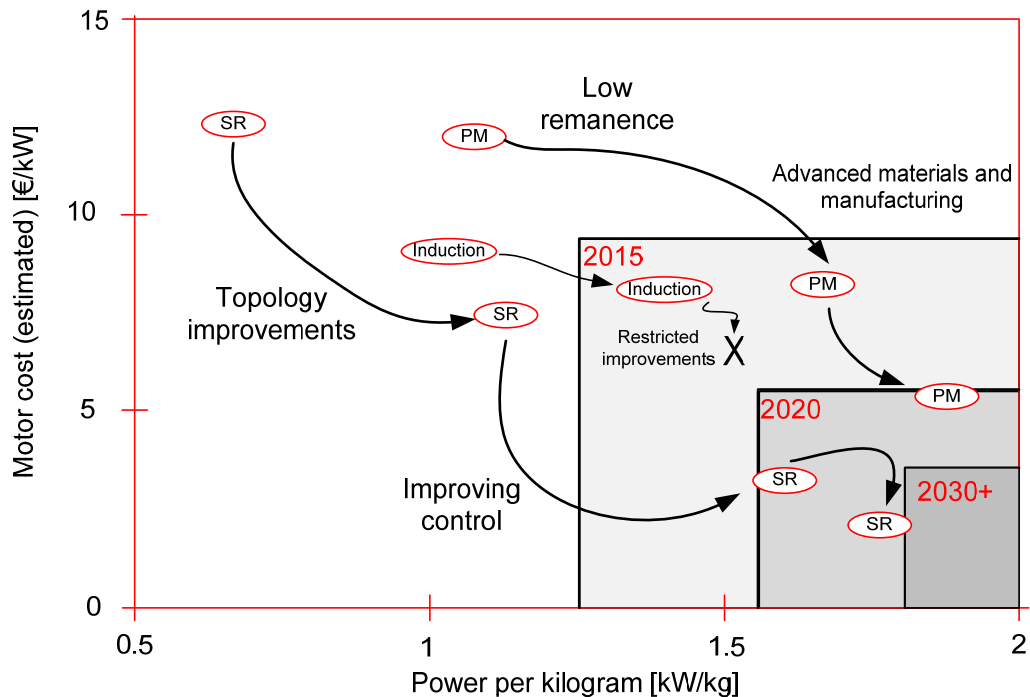 15
SR
PM
Low
remanence
Advanced materials and
manufacturing
10
Induction
2015
Induction
PM
Topology
improvements
SR
Restricted
improvements X
5
2020
PM
Improving
control
SR
2030+
SR
0
0.5
1
1.5
2
Motor cost (estimated) [€/kW]
Power per kilogram [kW/kg]